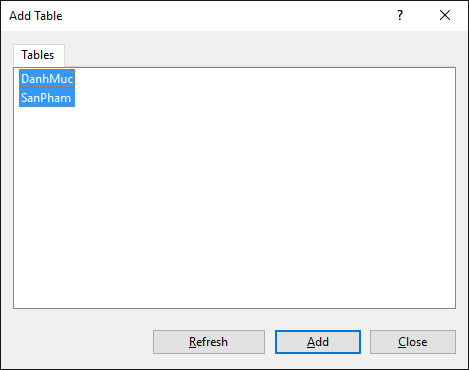 Add Table
?
Tables
DanhMuc
SanPham
Refresh
Add
Close